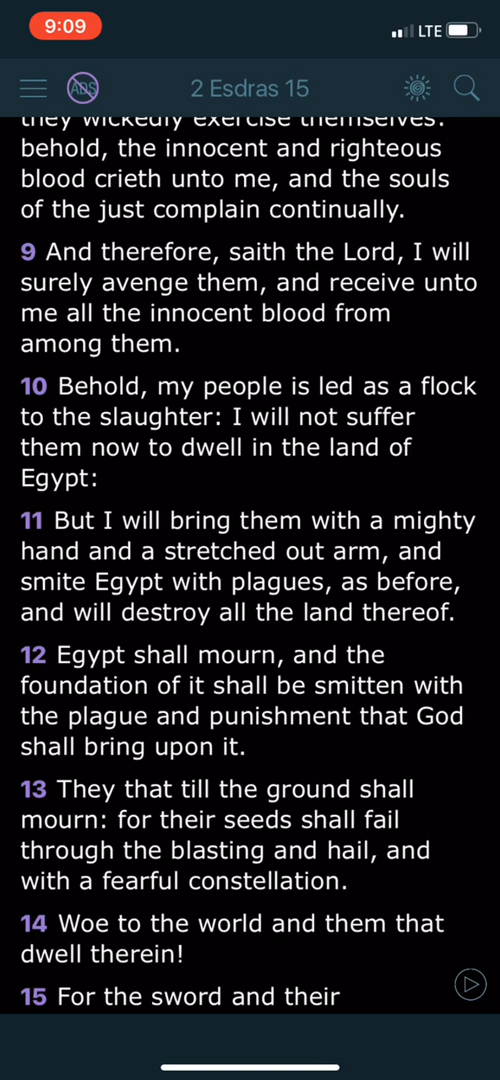 9:09
LTE
ADS
2 Esdras 15
they wickedly exercise themselves:
behold, the innocent and righteous
blood crieth unto me, and the souls
of the just complain continually.
9 And therefore, saith the Lord, I will
surely avenge them, and receive unto
me all the innocent blood from
among them.
10 Behold, my people is led as a flock
to the slaughter: I will not suffer
them now to dwell in the land of
Egypt:
11 But I will bring them with a mighty
hand and a stretched out arm, and
smite Egypt with plagues, as before,
and will destroy all the land thereof.
12 Egypt shall mourn, and the
foundation of it shall be smitten with
the plague and punishment that God
shall bring upon it.
13 They that till the ground shall
mourn: for their seeds shall fail
through the blasting and hail, and
with a fearful constellation.
14 Woe to the world and them that
dwell therein!
15 For the sword and their